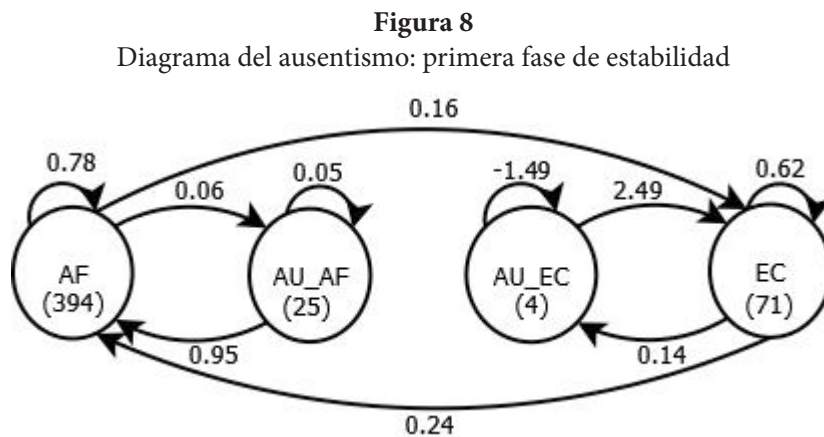 Figura 8
Diagrama del ausentismo: primera fase de estabilidad
0.16
0.78
0.06
0.05
-1.49
2.49
0.62
AF
(394)
AU_AF
(25)
AU_EC
(4)
EC
(71)
0.95
0.14
0.24